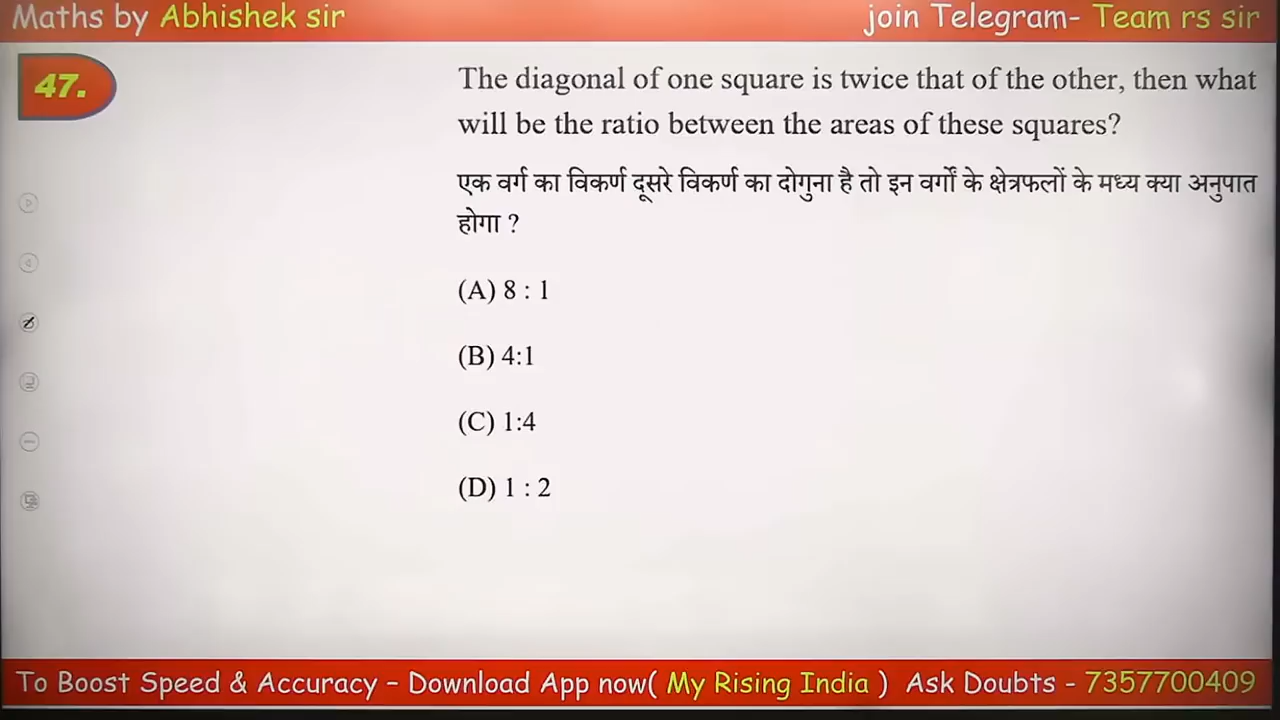 Maths by Abhishek sir
join Telegram- Team rs sir
47.
The diagonal of one square is twice that of the other, then what
will be the ratio between the areas of these squares?
एक वर्ग का विकर्ण दूसरे विकर्ण का दोगुना है तो इन वर्गों के क्षेत्रफलों के मध्य क्या अनुपात
होगा ?
(A) 8 : 1
(B) 4:1
(C) 1:4
(D) 1 : 2
To Boost Speed & Accuracy – Download App now( My Rising India ) Ask Doubts - 7357700409